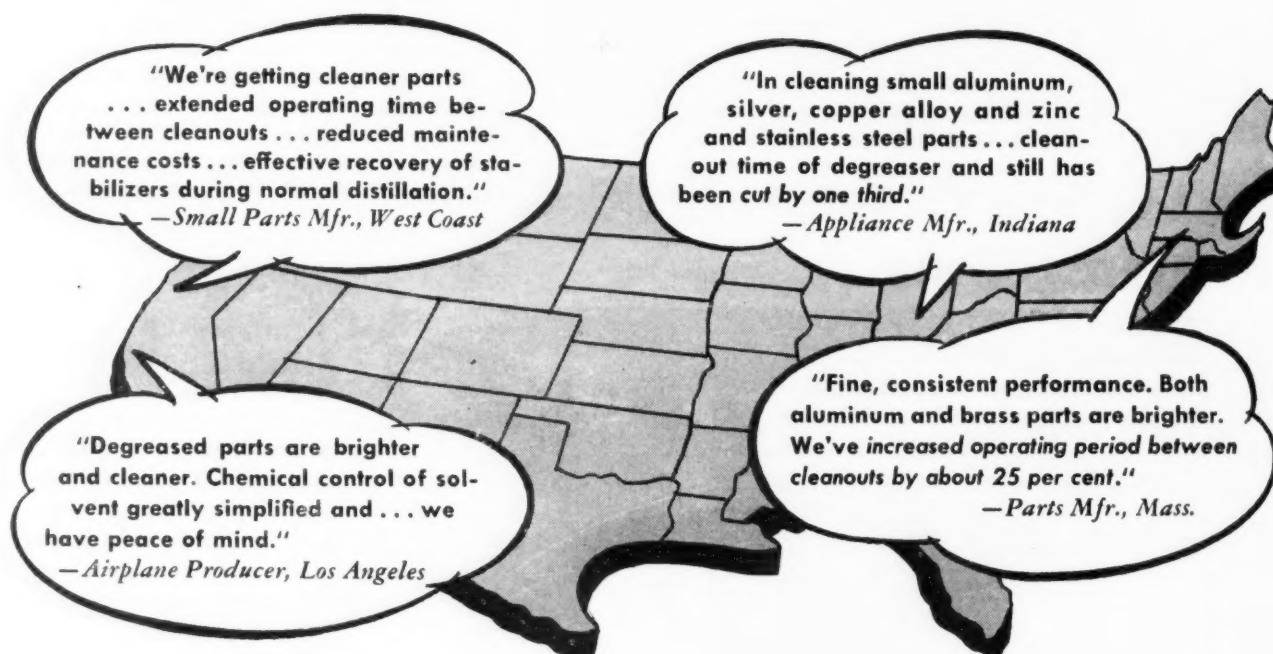 "We're getting cleaner parts
... extended operating time be-
tween cleanouts ... reduced mainte-
nance costs ... effective recovery of sta-
bilizers during normal distillation."
—Small Parts Mfr., West Coast
"In cleaning small aluminum,
silver, copper alloy and zinc
and stainless steel parts ... clean-
out time of degreaser and still has
been cut by one third."
—Appliance Mfr., Indiana
"Degreased parts are brighter
and cleaner. Chemical control of sol-
vent greatly simplified and ... we
have peace of mind."
—Airplane Producer, Los Angeles
"Fine, consistent performance. Both
aluminum and brass parts are brighter.
We've increased operating period between
cleanouts by about 25 per cent."
—Parts Mfr., Mass.